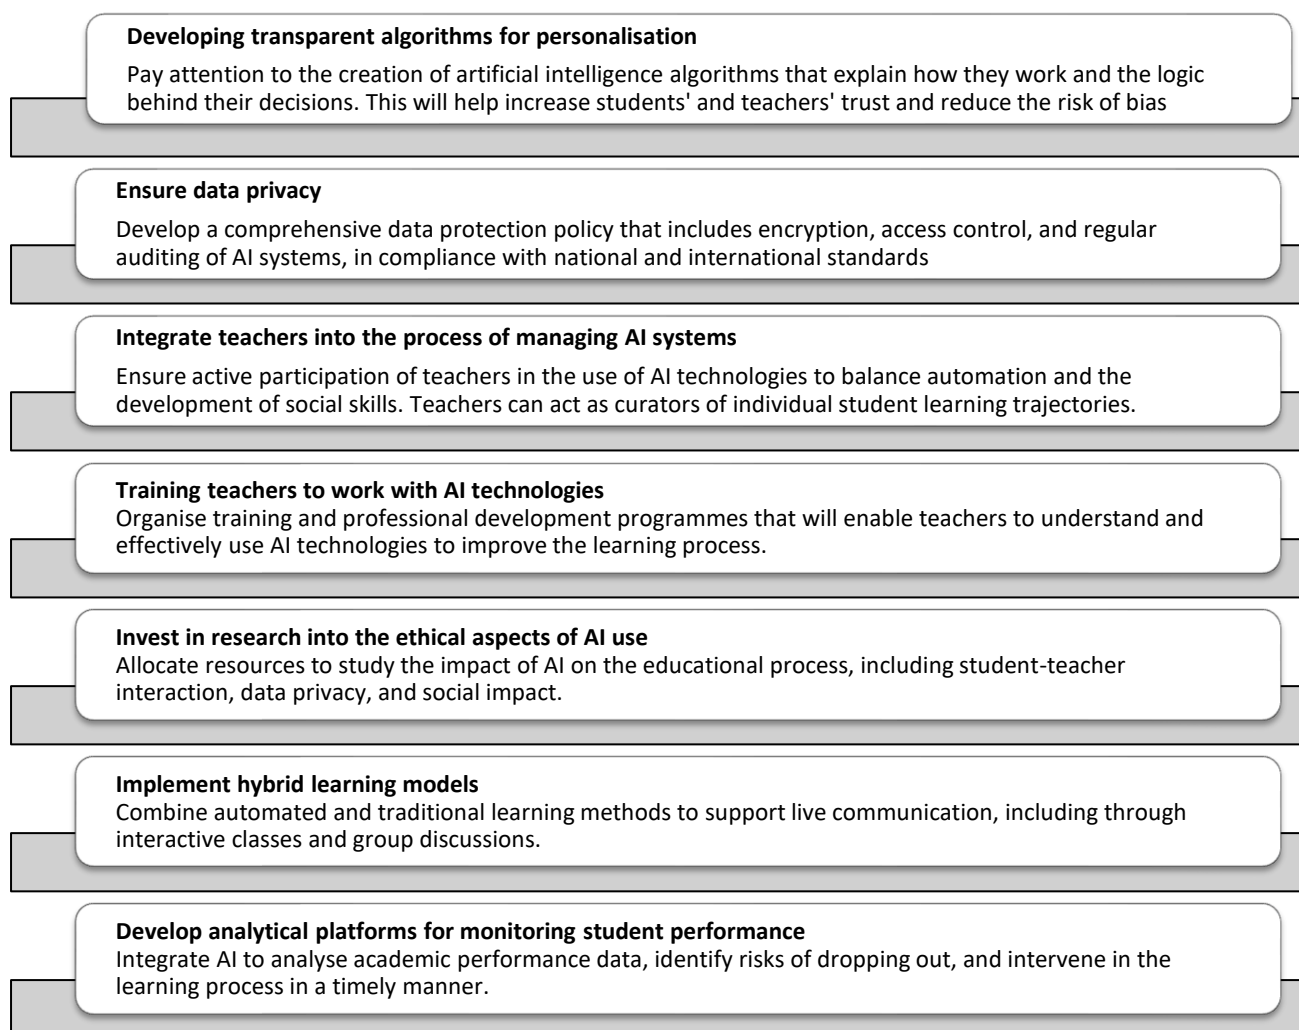 Developing transparent algorithms for personalisation
Pay attention to the creation of artificial intelligence algorithms that explain how they work and the logic
behind their decisions. This will help increase students' and teachers' trust and reduce the risk of bias
Ensure data privacy
Develop a comprehensive data protection policy that includes encryption, access control, and regular
auditing of AI systems, in compliance with national and international standards
Integrate teachers into the process of managing AI systems
Ensure active participation of teachers in the use of AI technologies to balance automation and the
development of social skills. Teachers can act as curators of individual student learning trajectories.
Training teachers to work with AI technologies
Organise training and professional development programmes that will enable teachers to understand and
effectively use AI technologies to improve the learning process.
Invest in research into the ethical aspects of AI use
Allocate resources to study the impact of AI on the educational process, including student-teacher
interaction, data privacy, and social impact.
Implement hybrid learning models
Combine automated and traditional learning methods to support live communication, including through
interactive classes and group discussions.
Develop analytical platforms for monitoring student performance
Integrate AI to analyse academic performance data, identify risks of dropping out, and intervene in the
learning process in a timely manner.